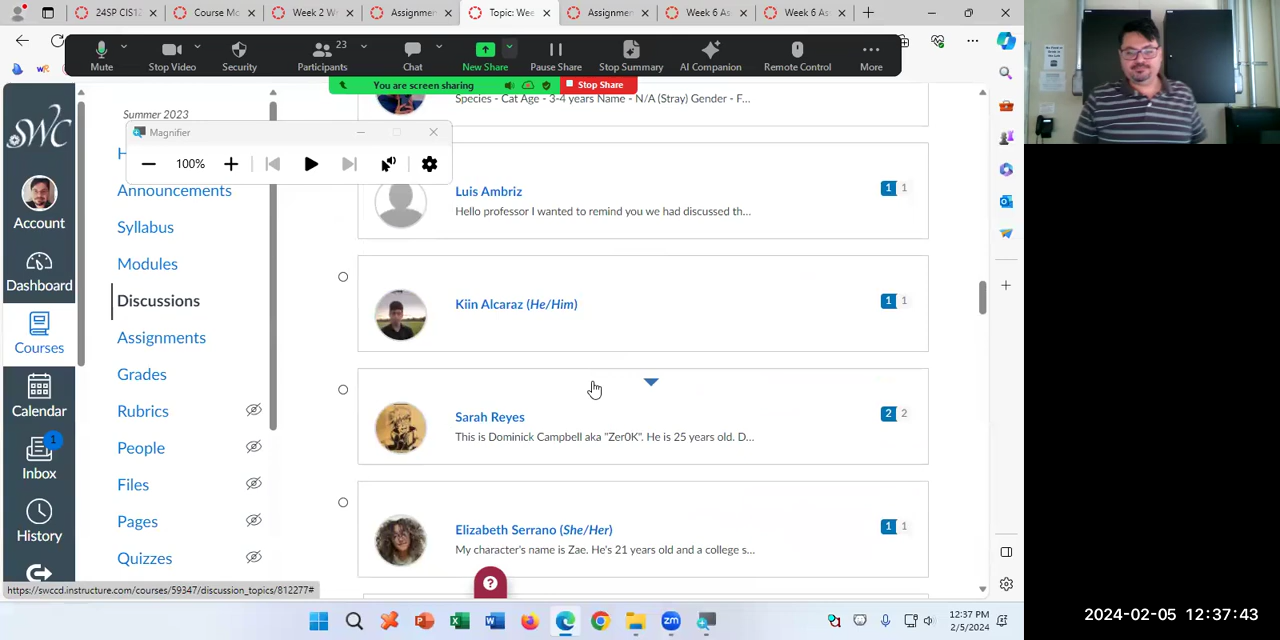 24SP CIS12
Course Mo
Week 2 W
Assignmen
Topic: Wee
Assignmen
Week 6 As
Week 6 As
Mute
Stop Video
Security
Participants
23
Chat
New Share
Pause Share
Stop Summary
AI Companion
Remote Control
More
You are screen sharing
Stop Share
Summer 2023
Species - Cat Age - 3-4 years Name - N/A (Stray) Gender - F...
Magnifier
100%
SWC
Account
Dashboard
Courses
Calendar
1
Inbox
History
Announcements
Syllabus
Modules
Discussions
Assignments
Grades
Rubrics
People
Files
Pages
Quizzes
Luis Ambriz
1 1
Hello professor I wanted to remind you we had discussed th...
Kiin Alcaraz (He/Him)
1 1
Sarah Reyes
2 2
This is Dominick Campbell aka "Zer0K". He is 25 years old. D...
Elizabeth Serrano (She/Her)
1 1
My character's name is Zae. He's 21 years old and a college s...
https://swccd.instructure.com/courses/59347/discussion_topics/812277#
12:37 PM
2/5/2024
2024-02-05 12:37:43